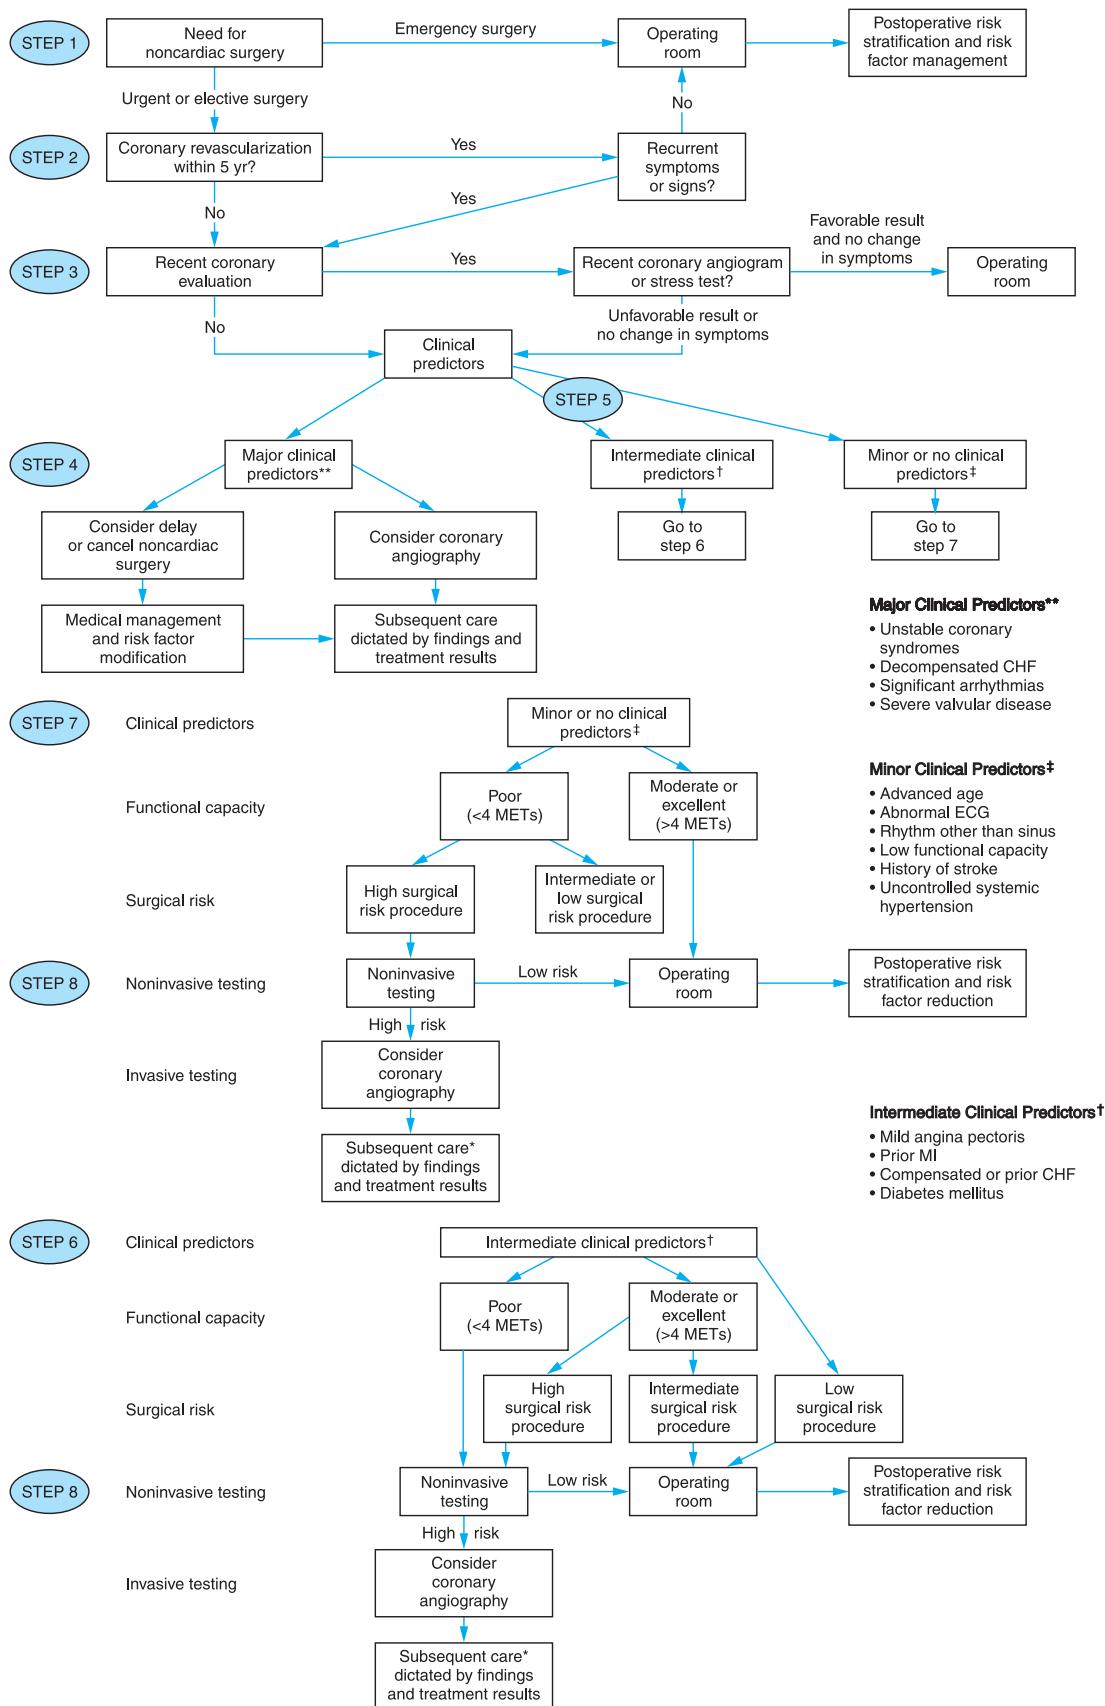 STEP 1
Need for
noncardiac surgery
Emergency surgery
Operating
room
Postoperative risk
stratification and risk
factor management
Urgent or elective surgery
No
STEP 2
Coronary revascularization
within 5 yr?
Yes
Recurrent
symptoms
or signs?
Yes
No
Favorable result
and no change
in symptoms
STEP 3
Recent coronary
evaluation
Yes
Recent coronary angiogram
or stress test?
Operating
room
No
Unfavorable result or
no change in symptoms
Clinical
predictors
STEP 5
STEP 4
Major clinical
predictors**
Intermediate clinical
predictors†
Minor or no clinical
predictors‡
Consider delay
or cancel noncardiac
surgery
Consider coronary
angiography
Go to
step 6
Go to
step 7
Medical management
and risk factor
modification
Subsequent care
dictated by findings and
treatment results
Major Clinical Predictors**
• Unstable coronary
syndromes
• Decompensated CHF
• Significant arrhythmias
• Severe valvular disease
STEP 7
Clinical predictors
Minor or no clinical
predictors‡
Functional capacity
Poor
(<4 METs)
Moderate or
excellent
(>4 METs)
Minor Clinical Predictors‡
• Advanced age
• Abnormal ECG
• Rhythm other than sinus
• Low functional capacity
• History of stroke
• Uncontrolled systemic
hypertension
Surgical risk
High surgical
risk procedure
Intermediate or
low surgical
risk procedure
STEP 8
Noninvasive testing
Noninvasive
testing
Low risk
Operating
room
Postoperative risk
stratification and risk
factor reduction
High risk
Invasive testing
Consider
coronary
angiography
Subsequent care*
dictated by findings
and treatment results
Intermediate Clinical Predictors†
• Mild angina pectoris
• Prior MI
• Compensated or prior CHF
• Diabetes mellitus
STEP 6
Clinical predictors
Intermediate clinical predictors†
Functional capacity
Poor
(<4 METs)
Moderate or
excellent
(>4 METs)
Surgical risk
High
surgical risk
procedure
Intermediate
surgical risk
procedure
Low
surgical risk
procedure
STEP 8
Noninvasive testing
Noninvasive
testing
Low risk
Operating
room
Postoperative risk
stratification and risk
factor reduction
High risk
Invasive testing
Consider
coronary
angiography
Subsequent care*
dictated by findings
and treatment results